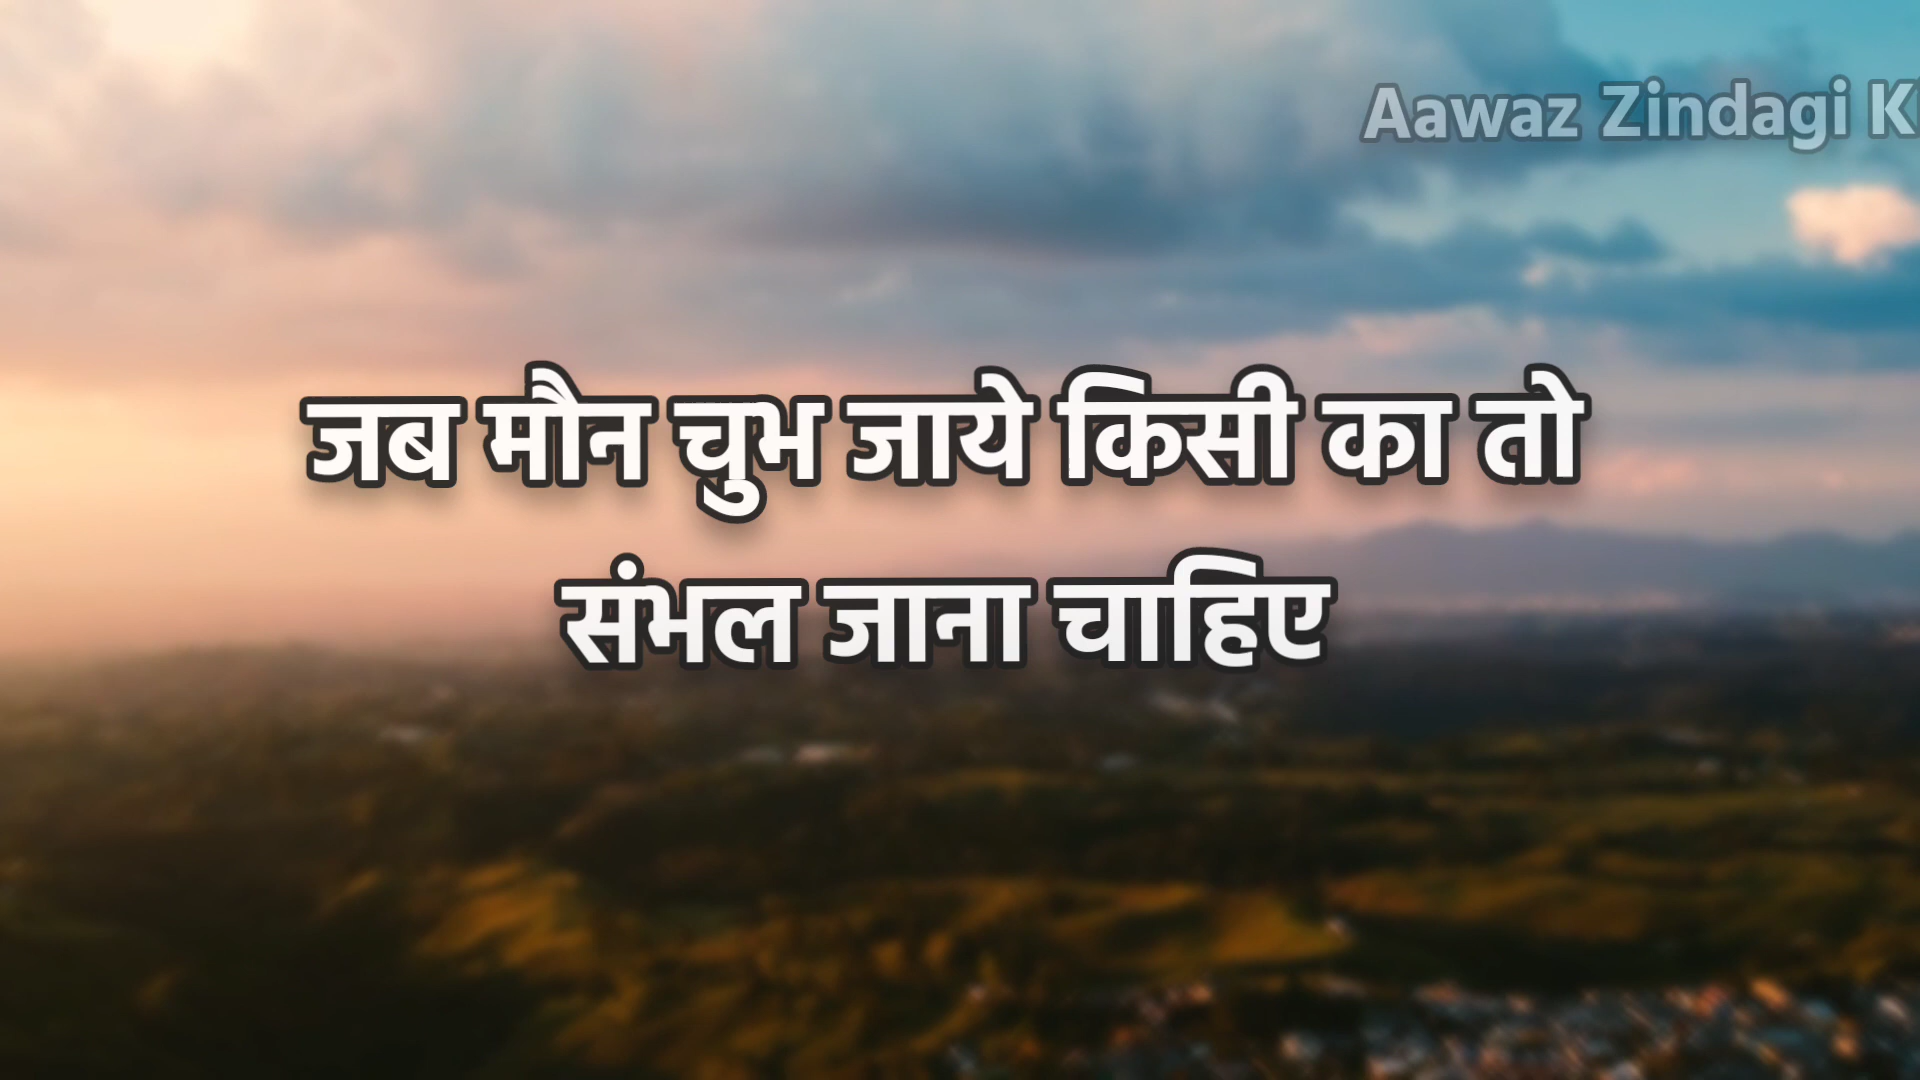 Aawaz Zindagi K
जब मौन चुभ जाये किसी का तो
संभल जाना चाहिए